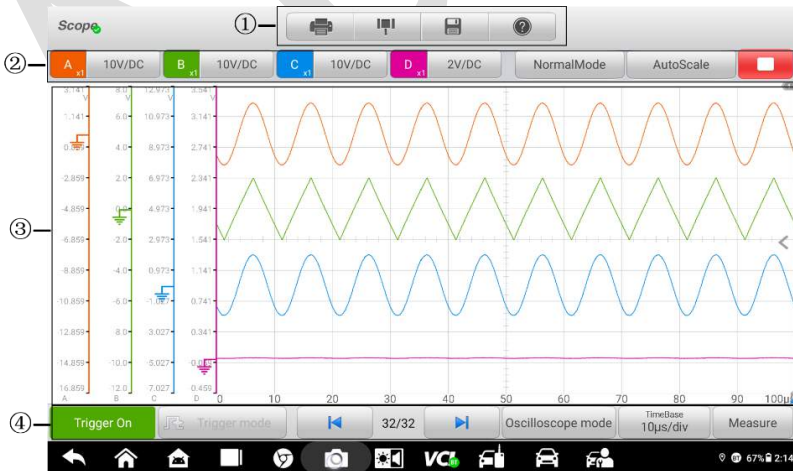 Scope
①
②
A x1 10V/DC B x1 10V/DC C x1 10V/DC D x1 2V/DC NormalMode AutoScale
3.141 8.0 12.973 3.541
V V V V
1.141 6.0 10.973 3.141
4.0 8.973 2.741
-2.859 2.0 6.973 2.341
-4.859 4.973 1.941
③
-6.859 -2.0 2.973 1.541
-8.859 -4.0 0.973 1.141
-10.859 -6.0 -1.027 0.741
12.859 -8.0 3.027 0.341
14.859 -10.0 -5.027
16.859 12.0 -7.027 0.459
A B C D 0 10 20 30 40 50 60 70 80 90 100μ
④
Trigger On Trigger mode 32/32 Oscilloscope mode TimeBase 10μs/div Measure
VCI BT 67% 2:14